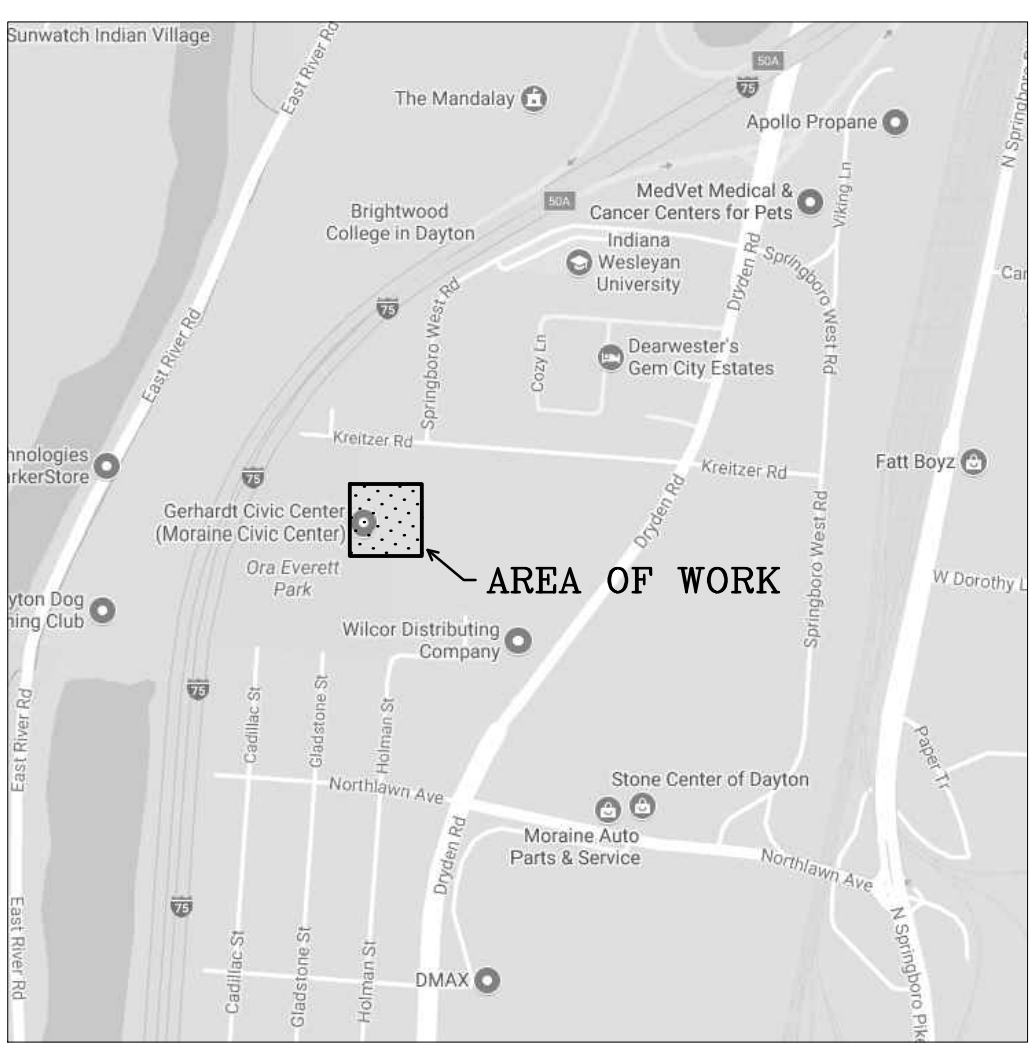 Sunwatch Indian Village
East River Rd
50A
75
The Mandalay
Apollo Propane
N Springboro
MedVet Medical &
Cancer Centers for Pets
Viking Ln
50A
Brightwood
College in Dayton
Indiana
Wesleyan
University
Dryden Rd
Springboro West Rd
Car
75
Springboro West Rd
East River Rd
Cozy Ln
Dearwester's
Gem City Estates
Kreitzer Rd
Kreitzer Rd
hnologies
arkerStore
75
Fatt Boyz
Gerhardt Civic Center
(Moraine Civic Center)
Dryden Rd
Springboro West Rd
Ora Everett
Park
AREA OF WORK
W Dorothy L
yton Dog
ning Club
Wilcor Distributing
Company
75
East River Rd
Cadillac St
Gladstone St
Holman St
Paper Tr
Northlawn Ave
Stone Center of Dayton
Moraine Auto
Parts & Service
Dryden Rd
Northlawn Ave
75
East River Rd
Cadillac St
Gladstone St
Holman St
DMAX
N Springboro Pike